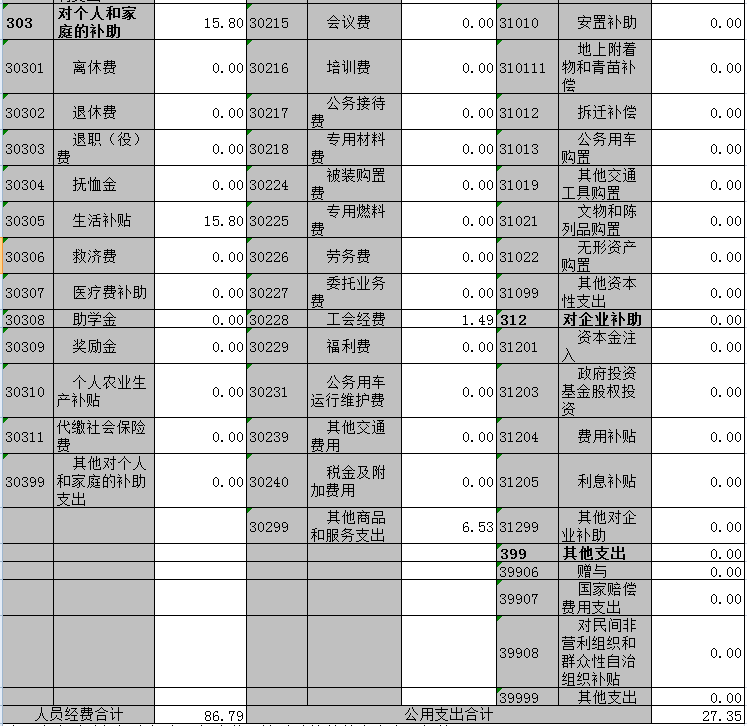 303 对个人和家庭的补助 15.80 30215 会议费 0.00 31010 安置补助 0.00
30301 离休费 0.00 30216 培训费 0.00 310111 地上附着物和青苗补偿 0.00
30302 退休费 0.00 30217 公务接待费 0.00 31012 拆迁补偿 0.00
30303 退职（役）费 0.00 30218 专用材料费 0.00 31013 公务用车购置 0.00
30304 抚恤金 0.00 30224 被装购置费 0.00 31019 其他交通工具购置 0.00
30305 生活补贴 15.80 30225 专用燃料费 0.00 31021 文物和陈列品购置 0.00
30306 救济费 0.00 30226 劳务费 0.00 31022 无形资产购置 0.00
30307 医疗费补助 0.00 30227 委托业务费 0.00 31099 其他资本性支出 0.00
30308 助学金 0.00 30228 工会经费 1.49 312 对企业补助 0.00
30309 奖励金 0.00 30229 福利费 0.00 31201 资本金注入 0.00
30310 个人农业生产补贴 0.00 30231 公务用车运行维护费 0.00 31203 政府投资基金股权投资 0.00
30311 代缴社会保险费 0.00 30239 其他交通费用 0.00 31204 费用补贴 0.00
30399 其他对个人和家庭的补助支出 0.00 30240 税金及附加费用 0.00 31205 利息补贴 0.00
30299 其他商品和服务支出 6.53 31299 其他对企业补助 0.00
399 其他支出 0.00
39906 赠与 0.00
39907 国家赔偿费用支出 0.00
39908 对民间非营利组织和群众性自治组织补贴 0.00
39999 其他支出 0.00
人员经费合计 86.79 公用支出合计 27.35